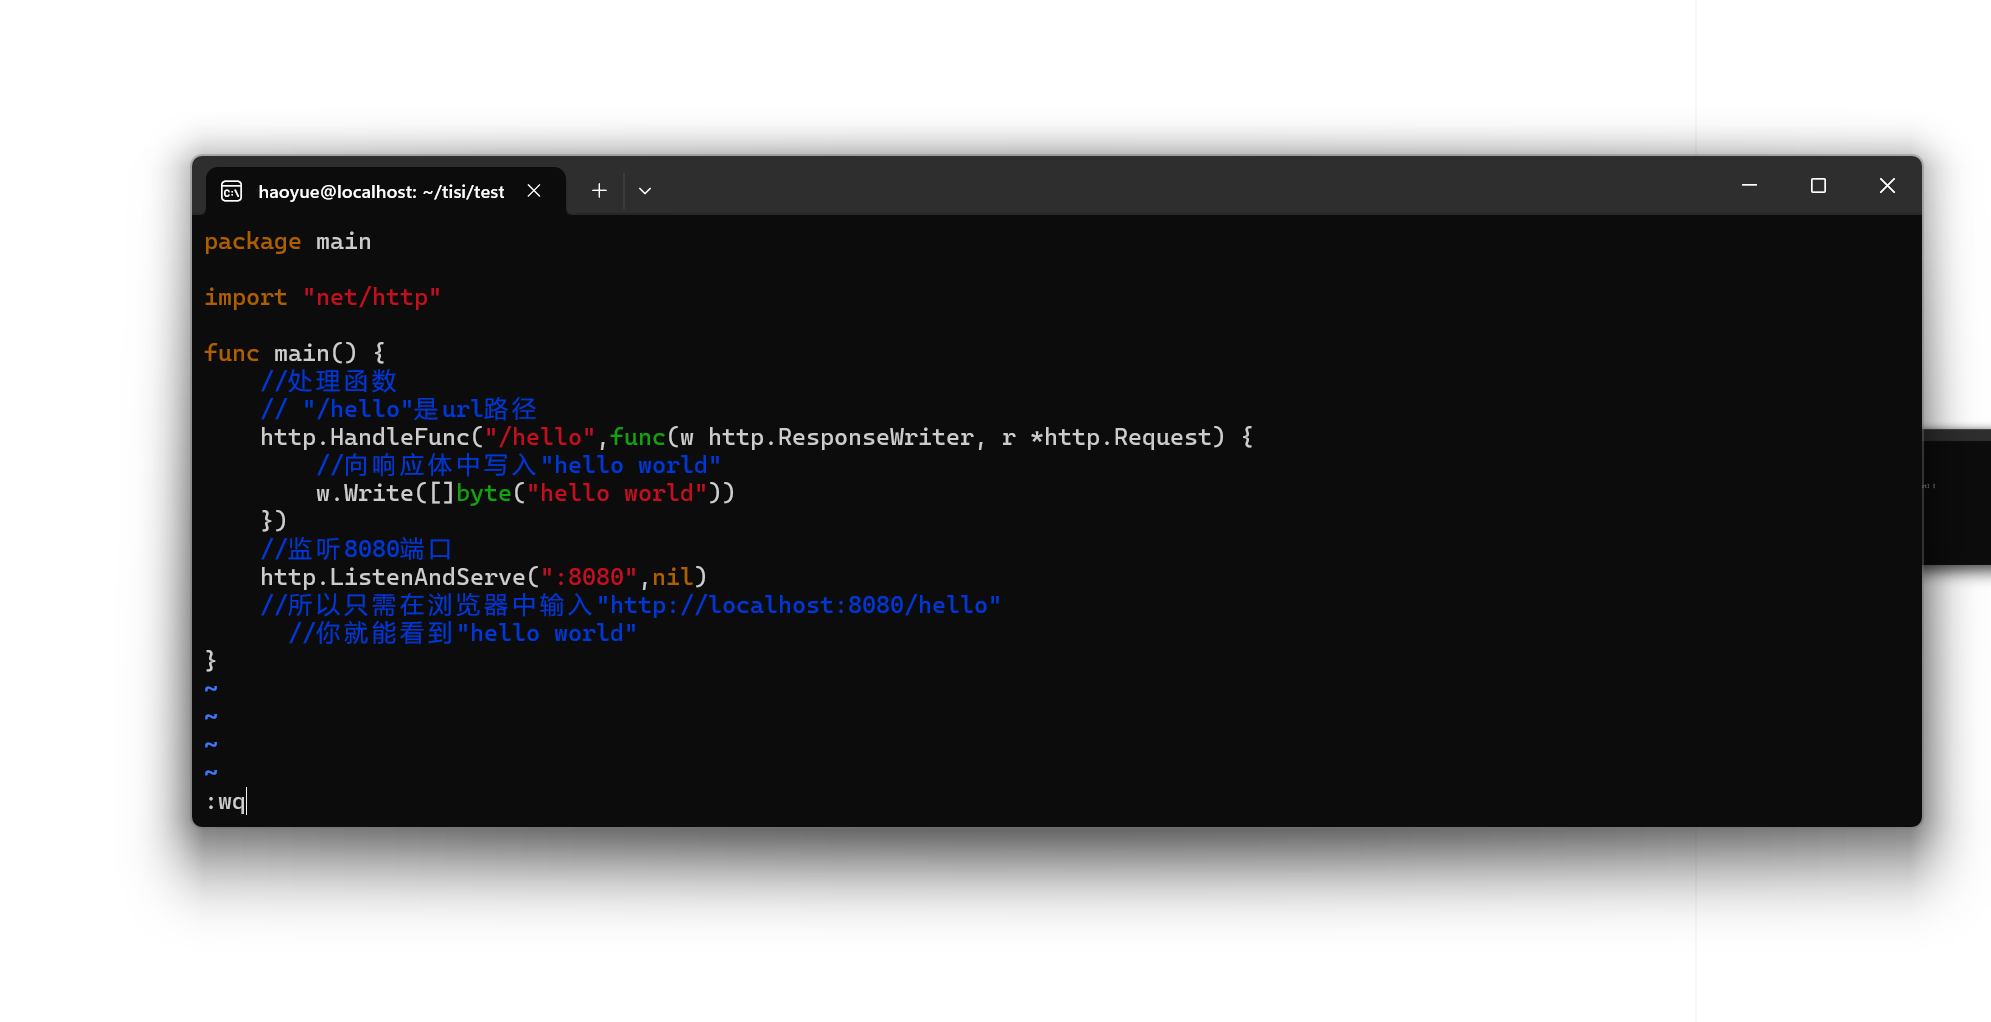 haoyue@localhost: ~/tisi/test
package main
import "net/http"
func main() {
    //处理函数
    // "/hello"是url路径
    http.HandleFunc("/hello",func(w http.ResponseWriter, r *http.Request) {
        //向响应体中写入"hello world"
        w.Write([]byte("hello world"))
    })
    //监听8080端口
    http.ListenAndServe(":8080",nil)
    //所以只需在浏览器中输入"http://localhost:8080/hello"
      //你就能看到"hello world"
}
~
~
~
~
:wq